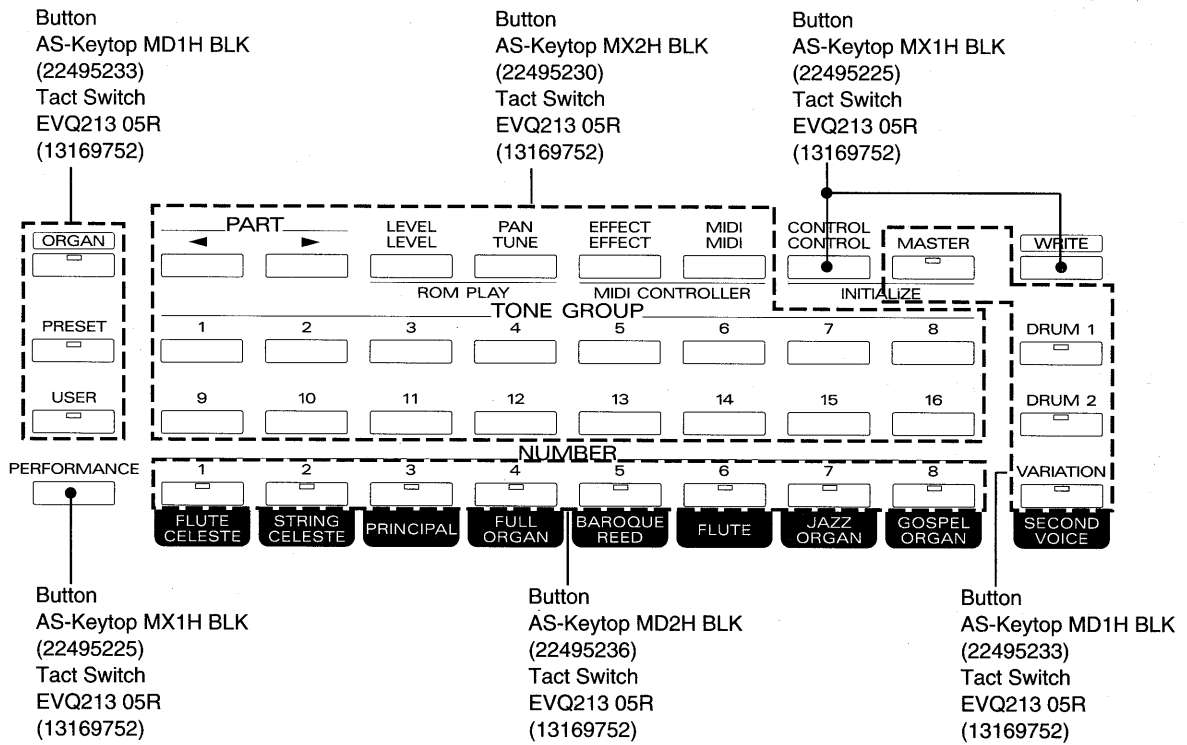 Button
AS-Keytop MD1H BLK
(22495233)
Tact Switch
EVQ213 05R
(13169752)
Button
AS-Keytop MX2H BLK
(22495230)
Tact Switch
EVQ213 05R
(13169752)
Button
AS-Keytop MX1H BLK
(22495225)
Tact Switch
EVQ213 05R
(13169752)
ORGAN
PRESET
USER
PERFORMANCE
PART
◄ ►
LEVEL
LEVEL
PAN
TUNE
EFFECT
EFFECT
MIDI
MIDI
CONTROL
CONTROL
MASTER
WRITE
ROM PLAY
MIDI CONTROLLER
INITIALIZE
TONE GROUP
1 2 3 4 5 6 7 8
DRUM 1
9 10 11 12 13 14 15 16
DRUM 2
NUMBER
1 2 3 4 5 6 7 8
VARIATION
FLUTE
CELESTE
STRING
CELESTE
PRINCIPAL
FULL
ORGAN
BAROQUE
REED
FLUTE
JAZZ
ORGAN
GOSPEL
ORGAN
SECOND
VOICE
Button
AS-Keytop MX1H BLK
(22495225)
Tact Switch
EVQ213 05R
(13169752)
Button
AS-Keytop MD2H BLK
(22495236)
Tact Switch
EVQ213 05R
(13169752)
Button
AS-Keytop MD1H BLK
(22495233)
Tact Switch
EVQ213 05R
(13169752)